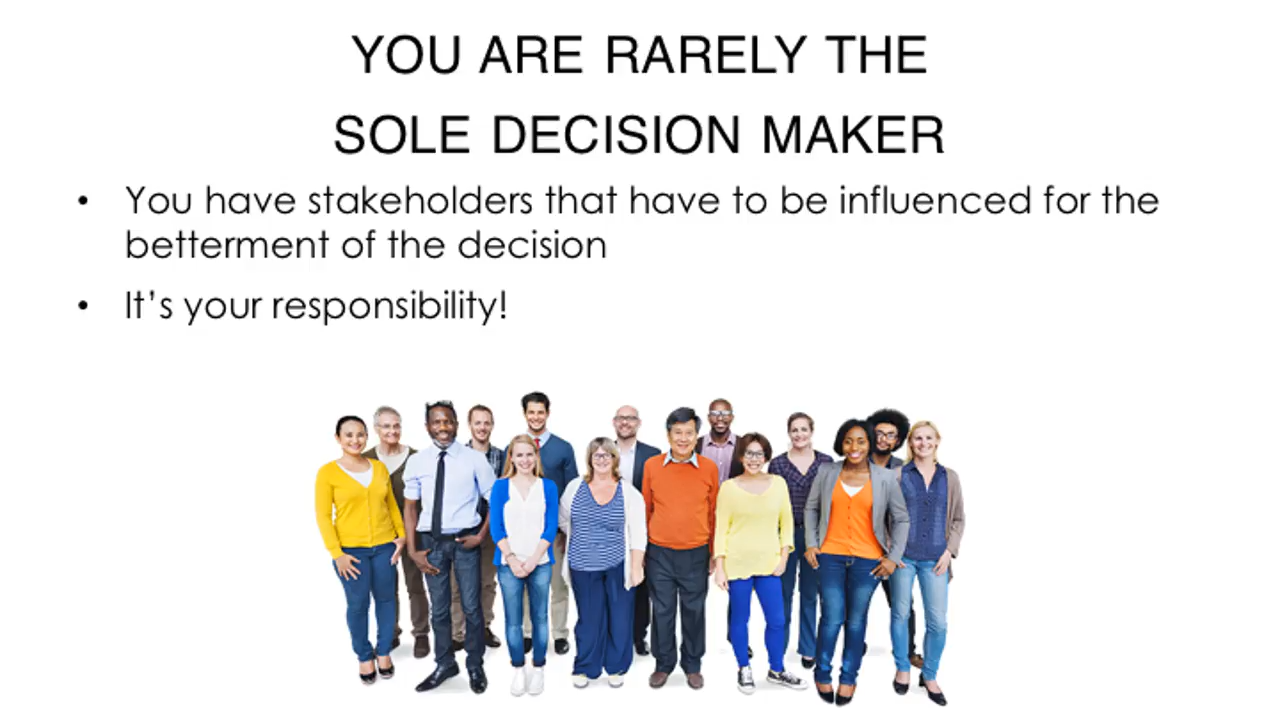 YOU ARE RARELY THE
SOLE DECISION MAKER
• You have stakeholders that have to be influenced for the
betterment of the decision
• It’s your responsibility!